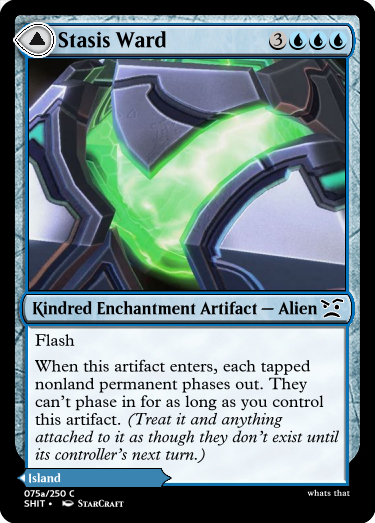 Stasis Ward 3
Kindred Enchantment Artifact — Alien
Flash
When this artifact enters, each tapped
nonland permanent phases out. They
can't phase in for as long as you control
this artifact. (Treat it and anything
attached to it as though they don't exist until
its controller's next turn.)
Island
075a/250 C
whats that
SHIT • StarCraft